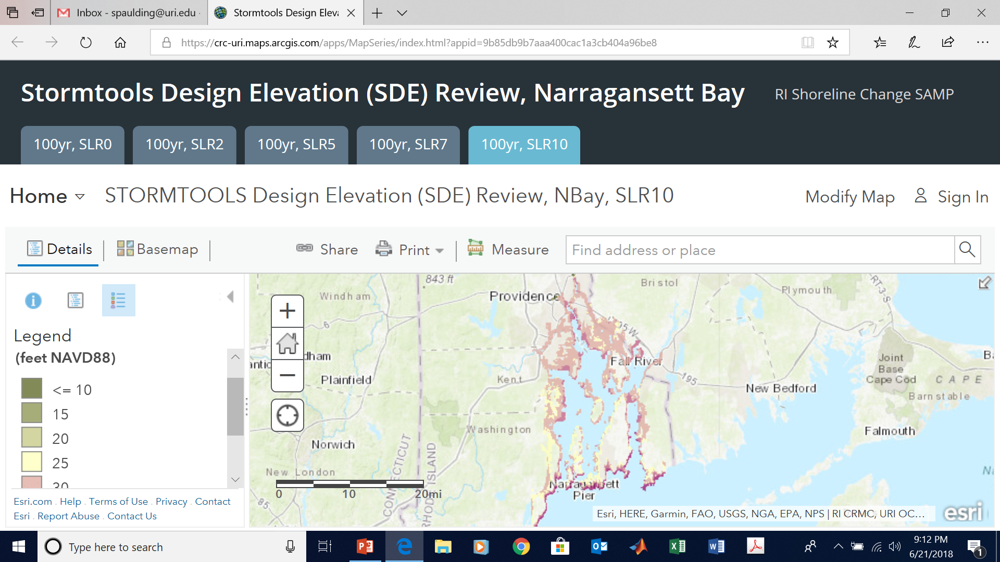 Inbox - spaulding@uri.edu
Stormtools Design Eleva
https://crc-uri.maps.arcgis.com/apps/MapSeries/index.html?appid=9b85db9b7aaa400cac1a3cb404a96be8
Stormtools Design Elevation (SDE) Review, Narragansett Bay
RI Shoreline Change SAMP
100yr, SLR0
100yr, SLR2
100yr, SLR5
100yr, SLR7
100yr, SLR10
Home
STORMTOOLS Design Elevation (SDE) Review, NBay, SLR10
Modify Map
Sign In
Details
Basemap
Share
Print
Measure
Find address or place
Legend
(feet NAVD88)
<= 10
15
20
25
30
Esri.com . Help . Terms of Use . Privacy . Contact
Esri . Report Abuse . Contact Us
843 ft
Windham
Providence
Bristol
Plymouth
RT-3-S
6
95-W
dham
antic
Plainfield
Kent
Fall River
195
New Bedford
Joint
Base
Cape Cod
CAPE
Barnstable
Ba
Washington
Norwich
Falmouth
CONNECTICUT
RHODE ISLAND
New London
Narragansett
Pier
Na
85
0 10 20mi
Esri, HERE, Garmin, FAO, USGS, NGA, EPA, NPS | RI CRMC, URI OC...
esri
Type here to search
9:12 PM
6/21/2018
1